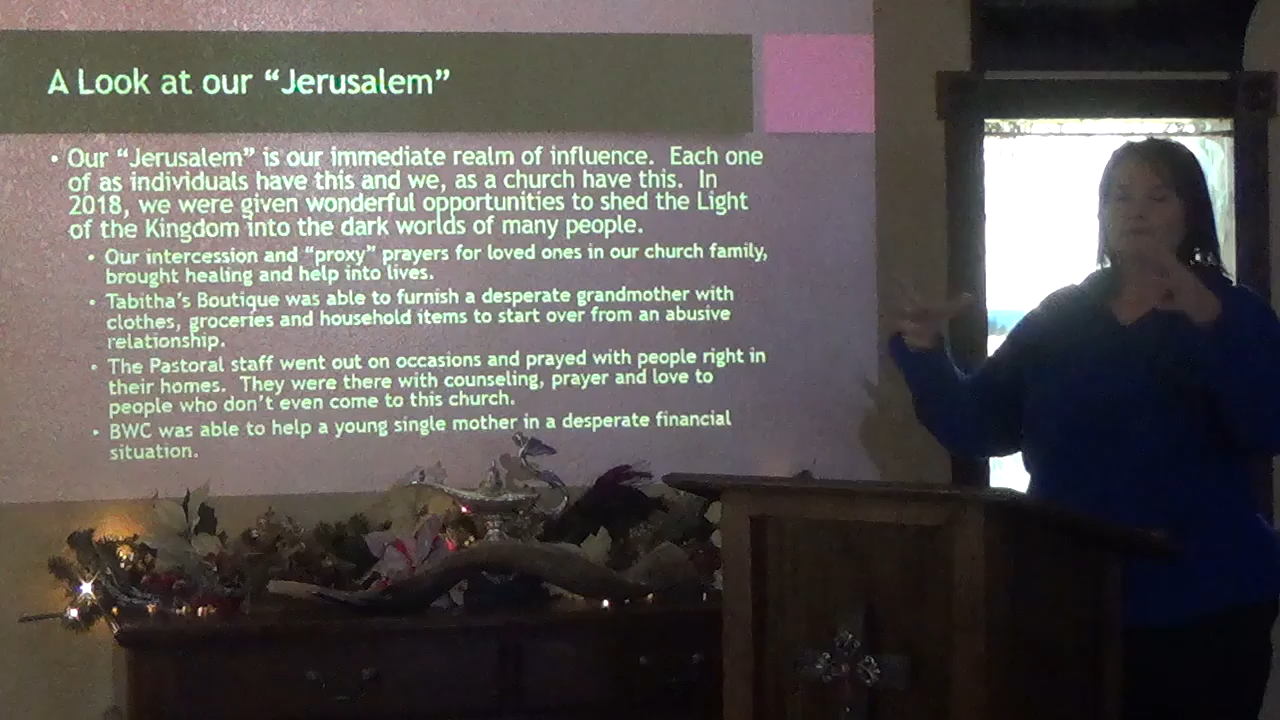 A Look at our “Jerusalem”
• Our “Jerusalem” is our immediate realm of influence. Each one
of as individuals have this and we, as a church have this. In
2018, we were given wonderful opportunities to shed the Light
of the Kingdom into the dark worlds of many people.
• Our intercession and “proxy” prayers for loved ones in our church family,
brought healing and help into lives.
• Tabitha’s Boutique was able to furnish a desperate grandmother with
clothes, groceries and household items to start over from an abusive
relationship.
• The Pastoral staff went out on occasions and prayed with people right in
their homes. They were there with counseling, prayer and love to
people who don’t even come to this church.
• BWC was able to help a young single mother in a desperate financial
situation.